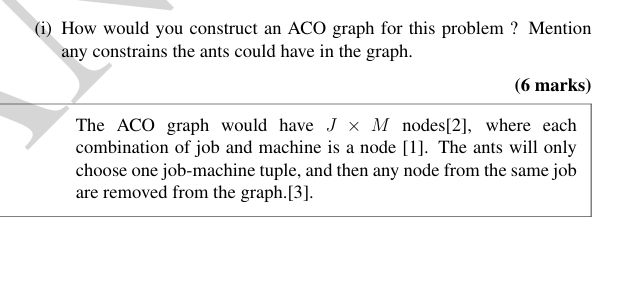 (i) How would you construct an ACO graph for this problem ? Mention
any constrains the ants could have in the graph.
(6 marks)
The ACO graph would have J × M nodes[2], where each
combination of job and machine is a node [1]. The ants will only
choose one job-machine tuple, and then any node from the same job
are removed from the graph.[3].